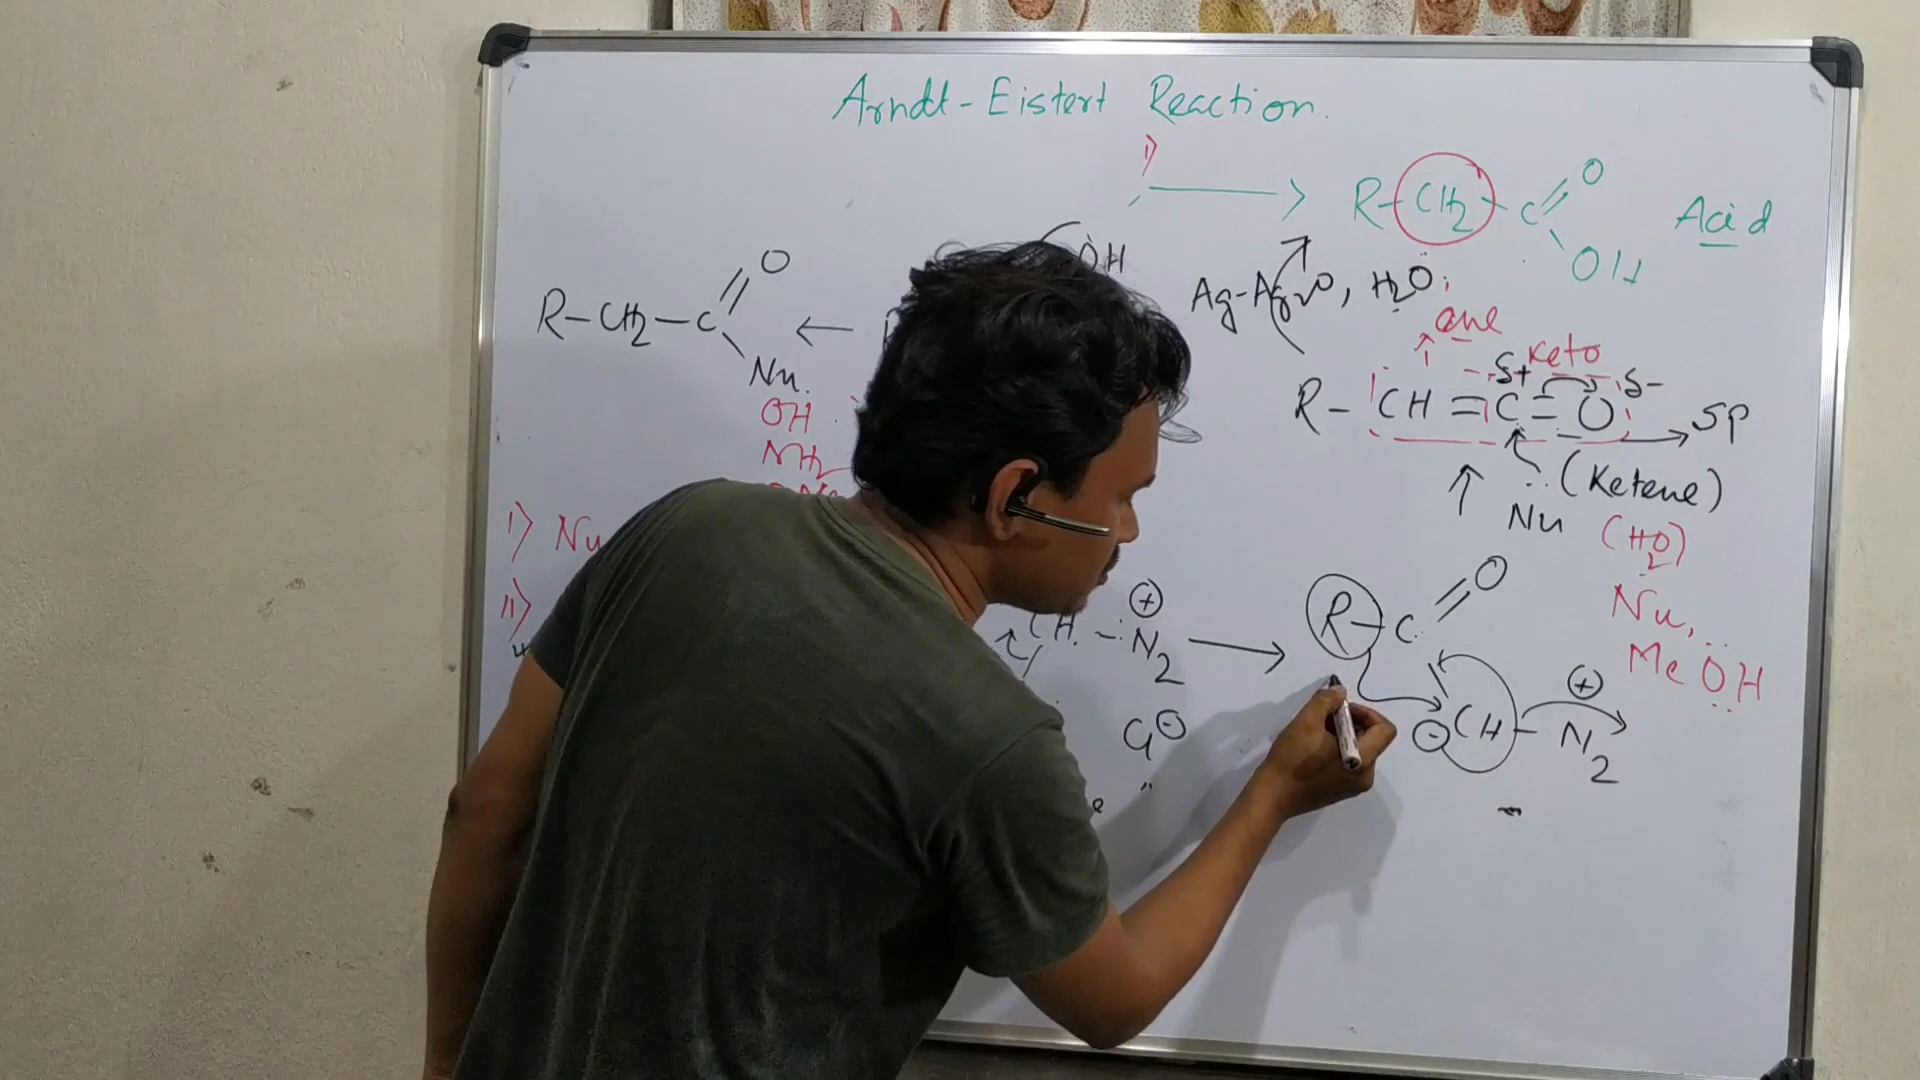 Arndt-Eistert Reaction.
1)
R-CH2-C
O
OH
Acid
OH
Ag-Ag2O, H2O;
R-CH2-C
O
Nu.
OH
NH2
ene
Keto
R-CH=C=O
δ+
δ-
SP
(Ketene)
Nu
(H2O)
Nu,
MeOH
I) Nu
II)
CH-N2
⊕
Cl⊖
R-C
O
⊖CH-N2
⊕